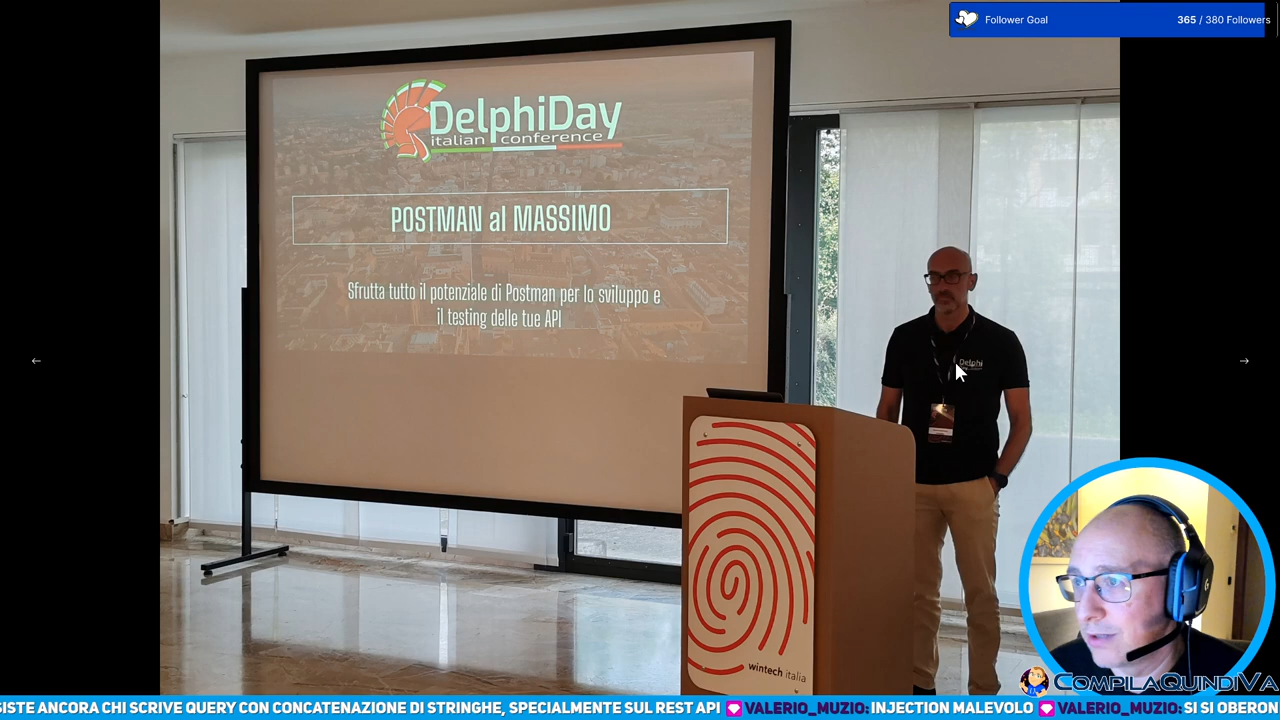 Follower Goal
365 / 380 Followers
DelphiDay
italian conference
POSTMAN al MASSIMO
Sfrutta tutto il potenziale di Postman per lo sviluppo e
il testing delle tue API
Delphi
wintech italia
COMPILAQUINDIVA
SISTE ANCORA CHI SCRIVE QUERY CON CONCATENAZIONE DI STRINGHE, SPECIALMENTE SUL REST API VALERIO_MUZIO: INJECTION MALEVOLO VALERIO_MUZIO: SI SI OBERON